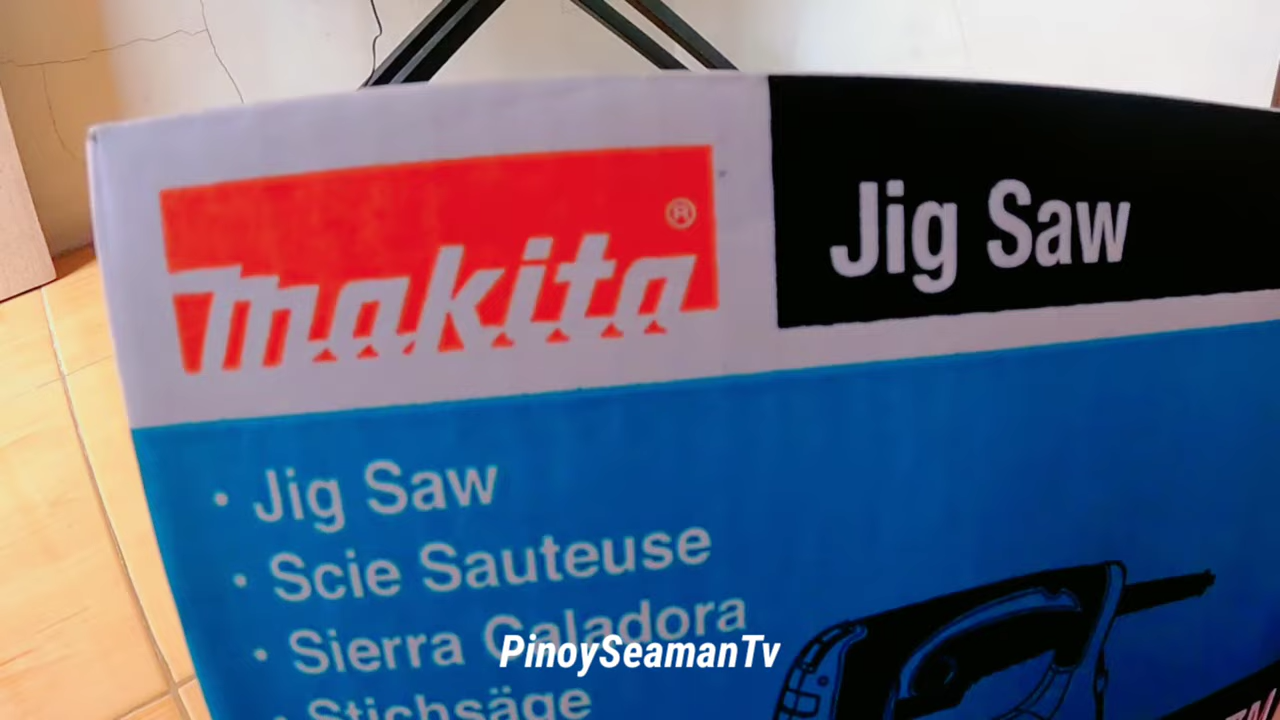 makita®
Jig Saw
• Jig Saw
• Scie Sauteuse
• Sierra Caladora
• Stichsäge
PinoySeamanTv